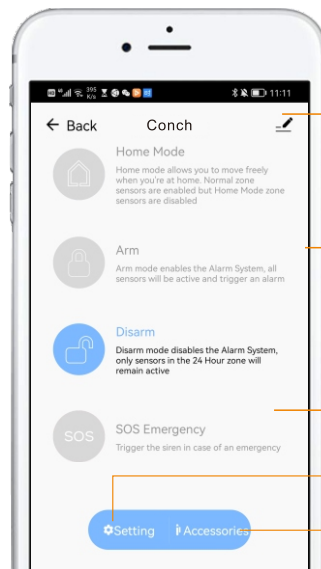 395
K/s
11:11
← Back
Conch
Home Mode
Home mode allows you to move freely
when you're at home. Normal zone
sensors are enabled but Home Mode zone
sensors are disabled
Arm
Arm mode enables the Alarm System, all
sensors will be active and trigger an alarm
Disarm
Disarm mode disables the Alarm System,
only sensors in the 24 Hour zone will
remain active
SOS
SOS Emergency
Trigger the siren in case of an emergency
Setting
Accessories